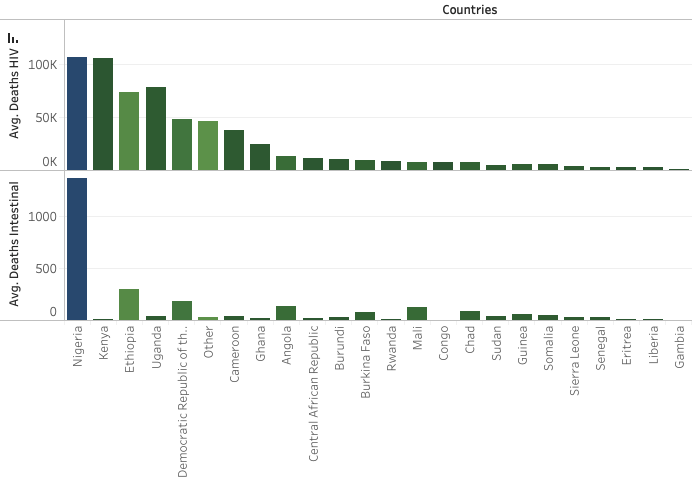 Countries
Avg. Deaths HIV
100K
50K
0K
Avg. Deaths Intestinal
1000
500
0
Nigeria
Kenya
Ethiopia
Uganda
Democratic Republic of th..
Other
Cameroon
Ghana
Angola
Central African Republic
Burundi
Burkina Faso
Rwanda
Mali
Congo
Chad
Sudan
Guinea
Somalia
Sierra Leone
Senegal
Eritrea
Liberia
Gambia